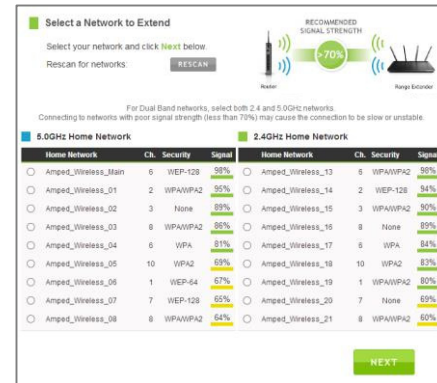 Select a Network to Extend
Select your network and click Next below.
Rescan for networks: RESCAN
RECOMMENDED
SIGNAL STRENGTH
>70%
Router
Range Extender
For Dual Band networks, select both 2.4 and 5.0GHz networks.
Connecting to networks with poor signal strength (less than 70%) may cause the connection to be slow or unstable.
5.0GHz Home Network
Home Network Ch. Security Signal
Amped_Wireless_Main 6 WEP-128 98%
Amped_Wireless_01 2 WPA/WPA2 95%
Amped_Wireless_02 3 None 89%
Amped_Wireless_03 8 WPA/WPA2 86%
Amped_Wireless_04 6 WPA 81%
Amped_Wireless_05 10 WPA2 69%
Amped_Wireless_06 1 WEP-64 67%
Amped_Wireless_07 7 WEP-128 65%
Amped_Wireless_08 8 WPA/WPA2 64%
2.4GHz Home Network
Home Network Ch. Security Signal
Amped_Wireless_13 6 WPA/WPA2 98%
Amped_Wireless_14 2 WEP-128 94%
Amped_Wireless_15 3 WPA/WPA2 90%
Amped_Wireless_16 8 None 89%
Amped_Wireless_17 6 WPA 84%
Amped_Wireless_18 10 WPA2 83%
Amped_Wireless_19 1 WPA/WPA2 80%
Amped_Wireless_20 7 None 69%
Amped_Wireless_21 8 WPA/WPA2 60%
NEXT